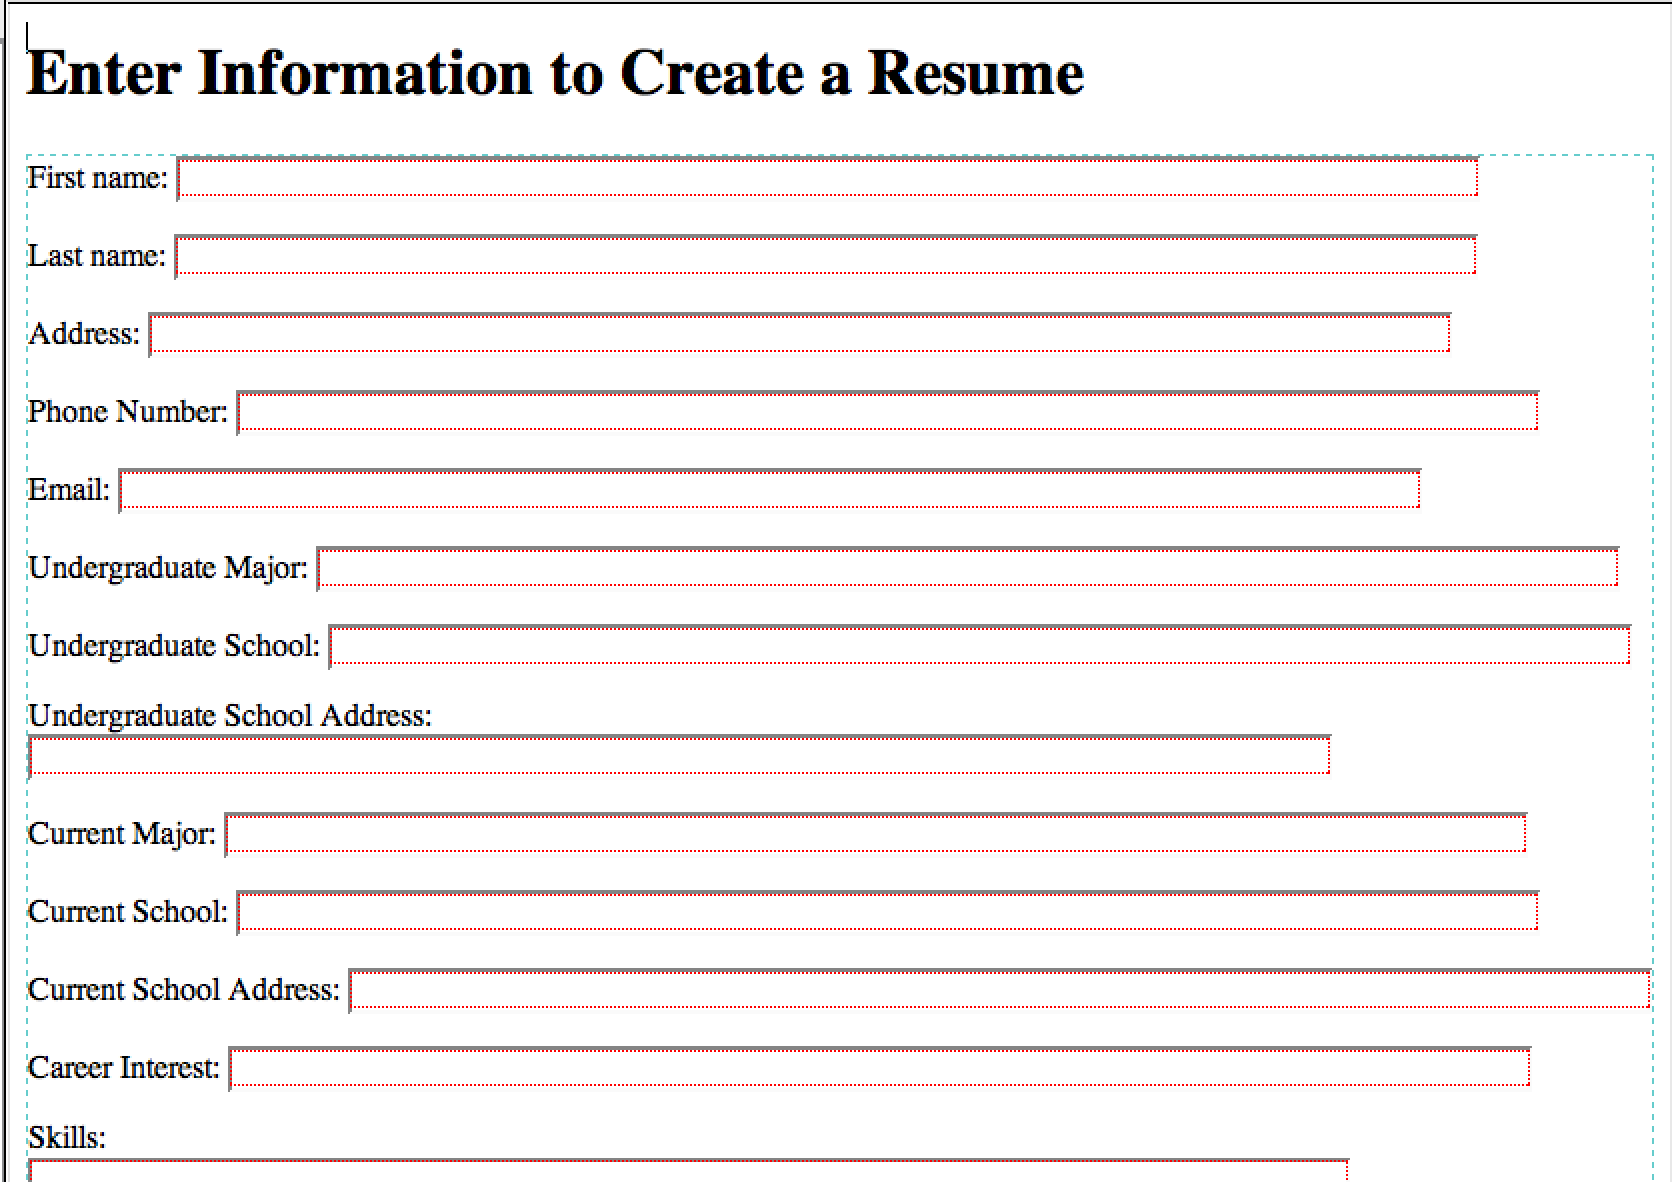 Enter Information to Create a Resume
First name:
Last name:
Address:
Phone Number:
Email:
Undergraduate Major:
Undergraduate School:
Undergraduate School Address:
Current Major:
Current School:
Current School Address:
Career Interest:
Skills: